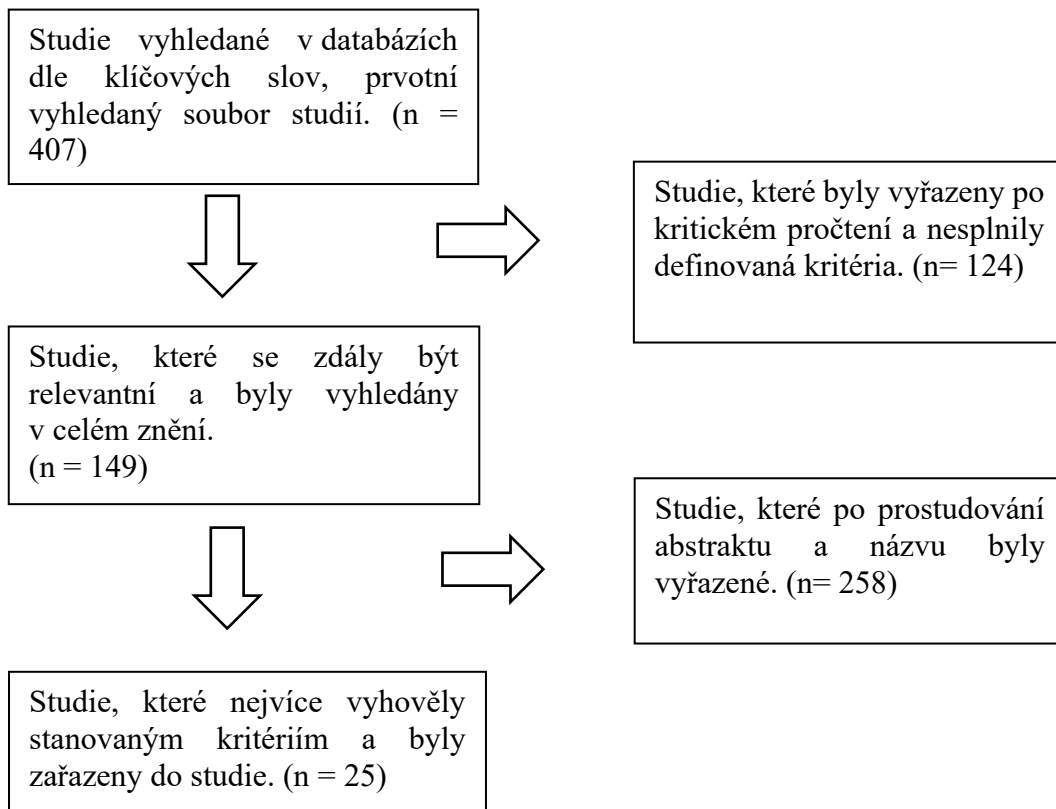 Studie vyhledané v databázích
dle klíčových slov, prvotní
vyhledaný soubor studií. (n =
407)
Studie, které byly vyřazeny po
kritickém pročtení a nesplnily
definovaná kritéria. (n= 124)
Studie, které se zdály být
relevantní a byly vyhledány
v celém znění.
(n = 149)
Studie, které po prostudování
abstraktu a názvu byly
vyřazené. (n= 258)
Studie, které nejvíce vyhověly
stanovaným kritériím a byly
zařazeny do studie. (n = 25)